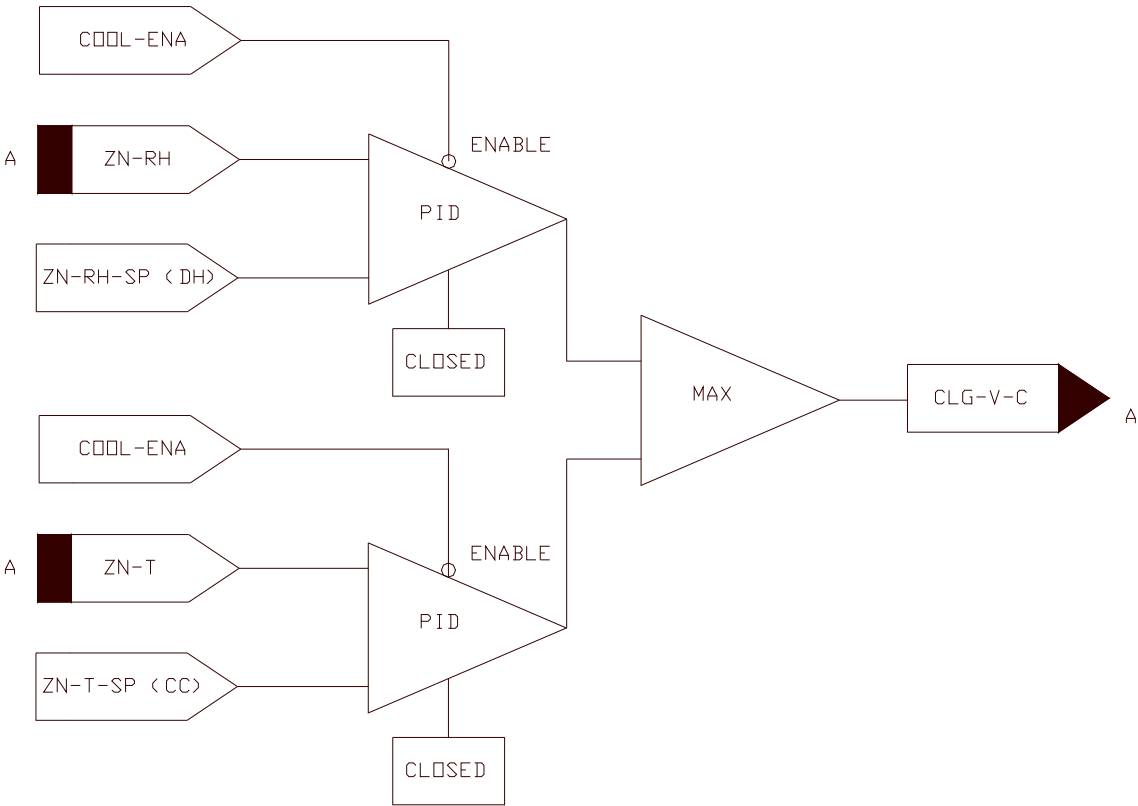 COOL-ENA
A
ZN-RH
ENABLE
PID
ZN-RH-SP (DH)
CLOSED
MAX
CLG-V-C
A
COOL-ENA
A
ZN-T
ENABLE
PID
ZN-T-SP (CC)
CLOSED